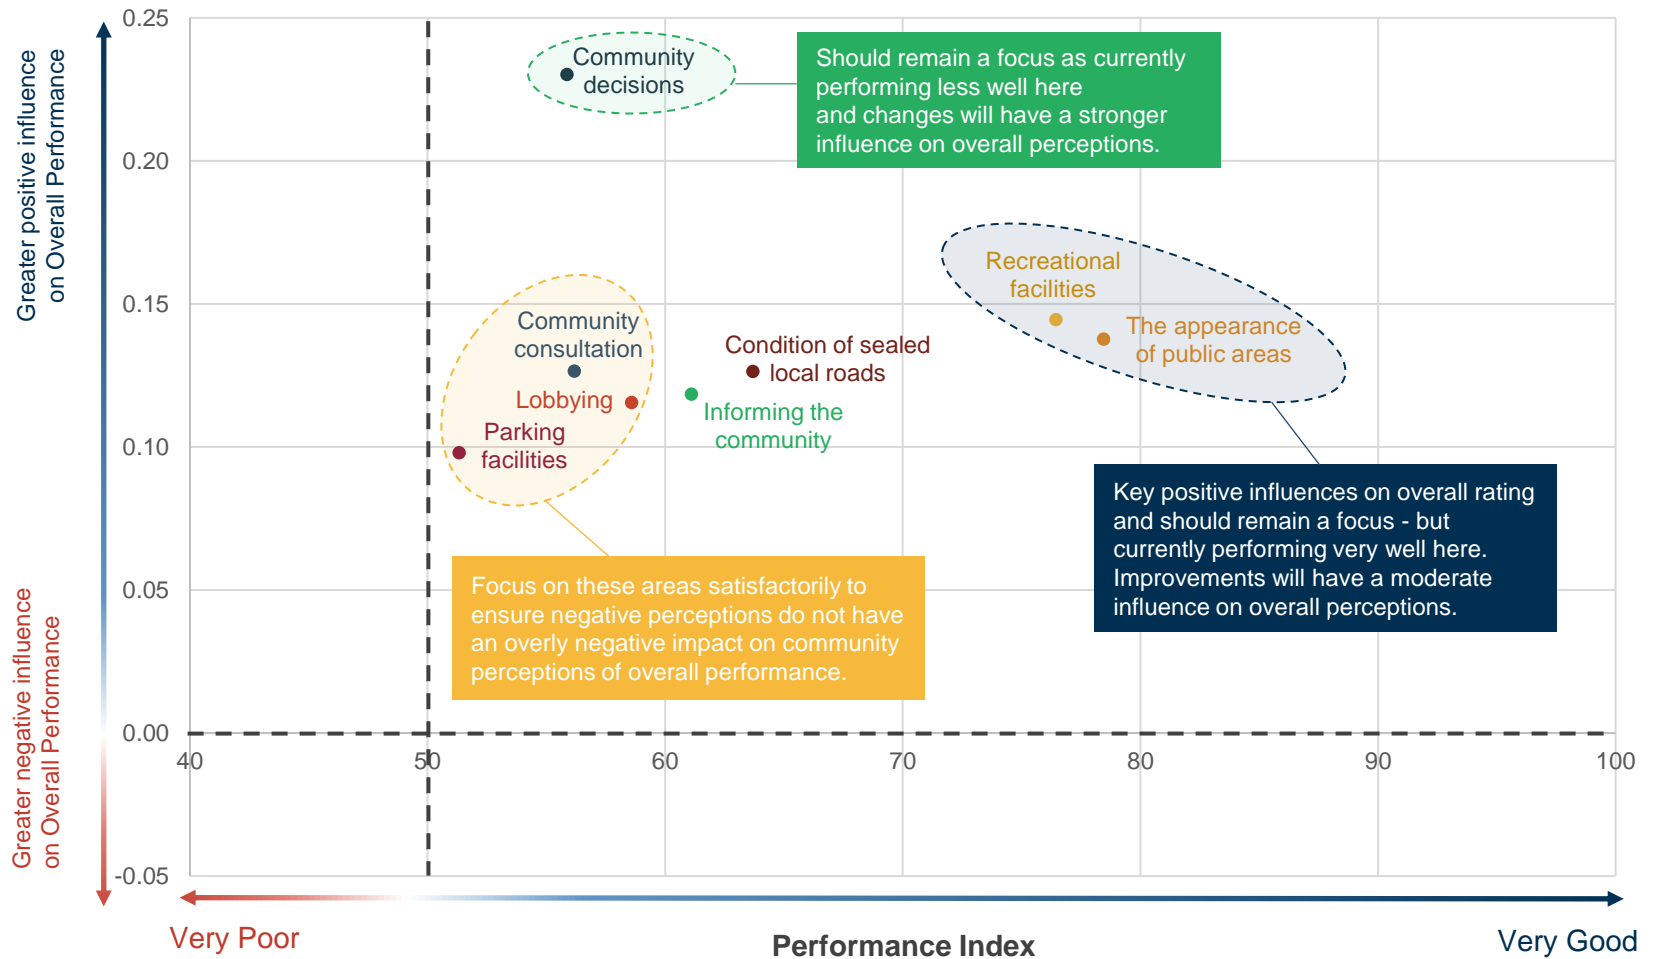 Greater positive influence
on Overall Performance
Greater negative influence
on Overall Performance
0.25
0.20
0.15
0.10
0.05
0.00
-0.05
40
50
60
70
80
90
100
Community
decisions
Should remain a focus as currently
performing less well here
and changes will have a stronger
influence on overall perceptions.
Recreational
facilities
The appearance
of public areas
Community
consultation
Lobbying
Parking
facilities
Condition of sealed
local roads
Informing the
community
Key positive influences on overall rating
and should remain a focus - but
currently performing very well here.
Improvements will have a moderate
influence on overall perceptions.
Focus on these areas satisfactorily to
ensure negative perceptions do not have
an overly negative impact on community
perceptions of overall performance.
Very Poor
Performance Index
Very Good